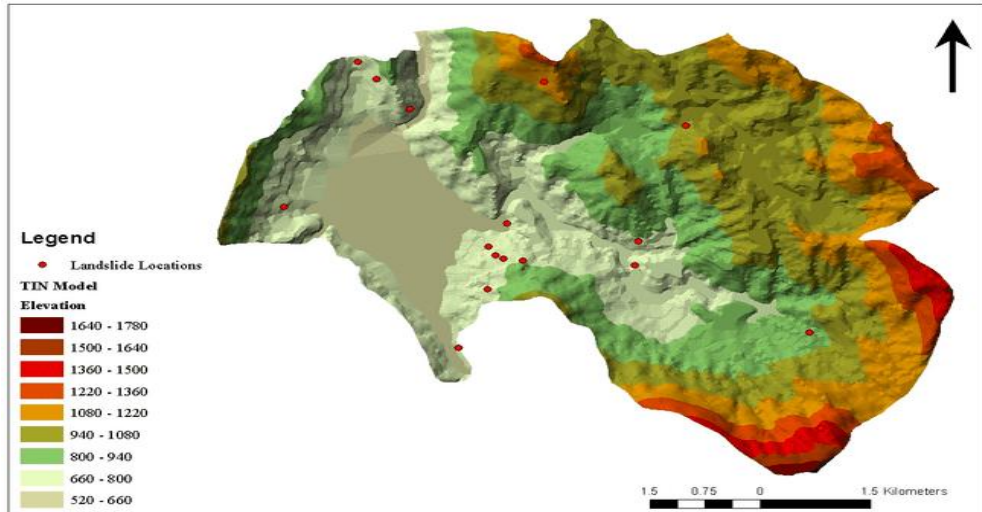 Legend
Landslide Locations
TIN Model
Elevation
1640 - 1780
1500 - 1640
1360 - 1500
1220 - 1360
1080 - 1220
940 - 1080
800 - 940
660 - 800
520 - 660
1.5 0.75 0 1.5 Kilometers